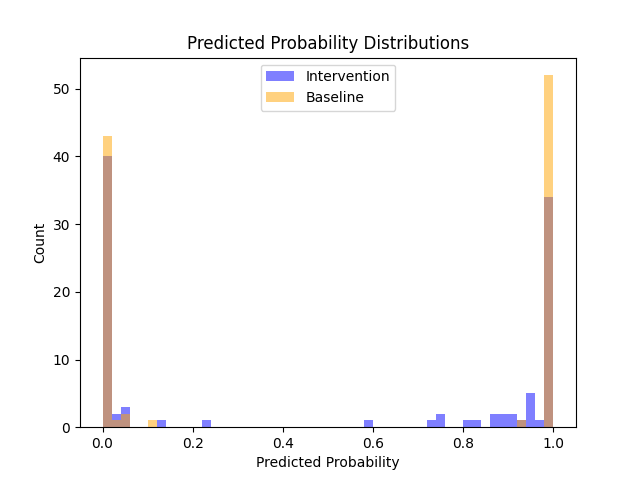 Predicted Probability Distributions
Intervention
Baseline
50
40
30
20
10
0
Count
0.0 0.2 0.4 0.6 0.8 1.0
Predicted Probability